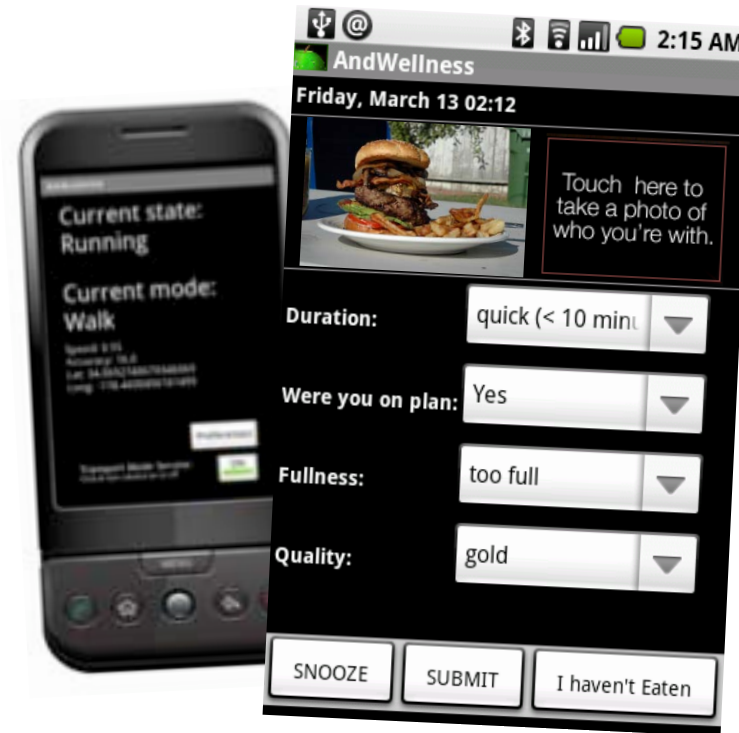 Current state:
Running
Current mode:
Walk
2:15 AM
AndWellness
Friday, March 13 02:12
Touch here to
take a photo of
who you're with.
Duration:
quick (< 10 minu
Were you on plan:
Yes
Fullness:
too full
Quality:
gold
SNOOZE
SUBMIT
I haven't Eaten